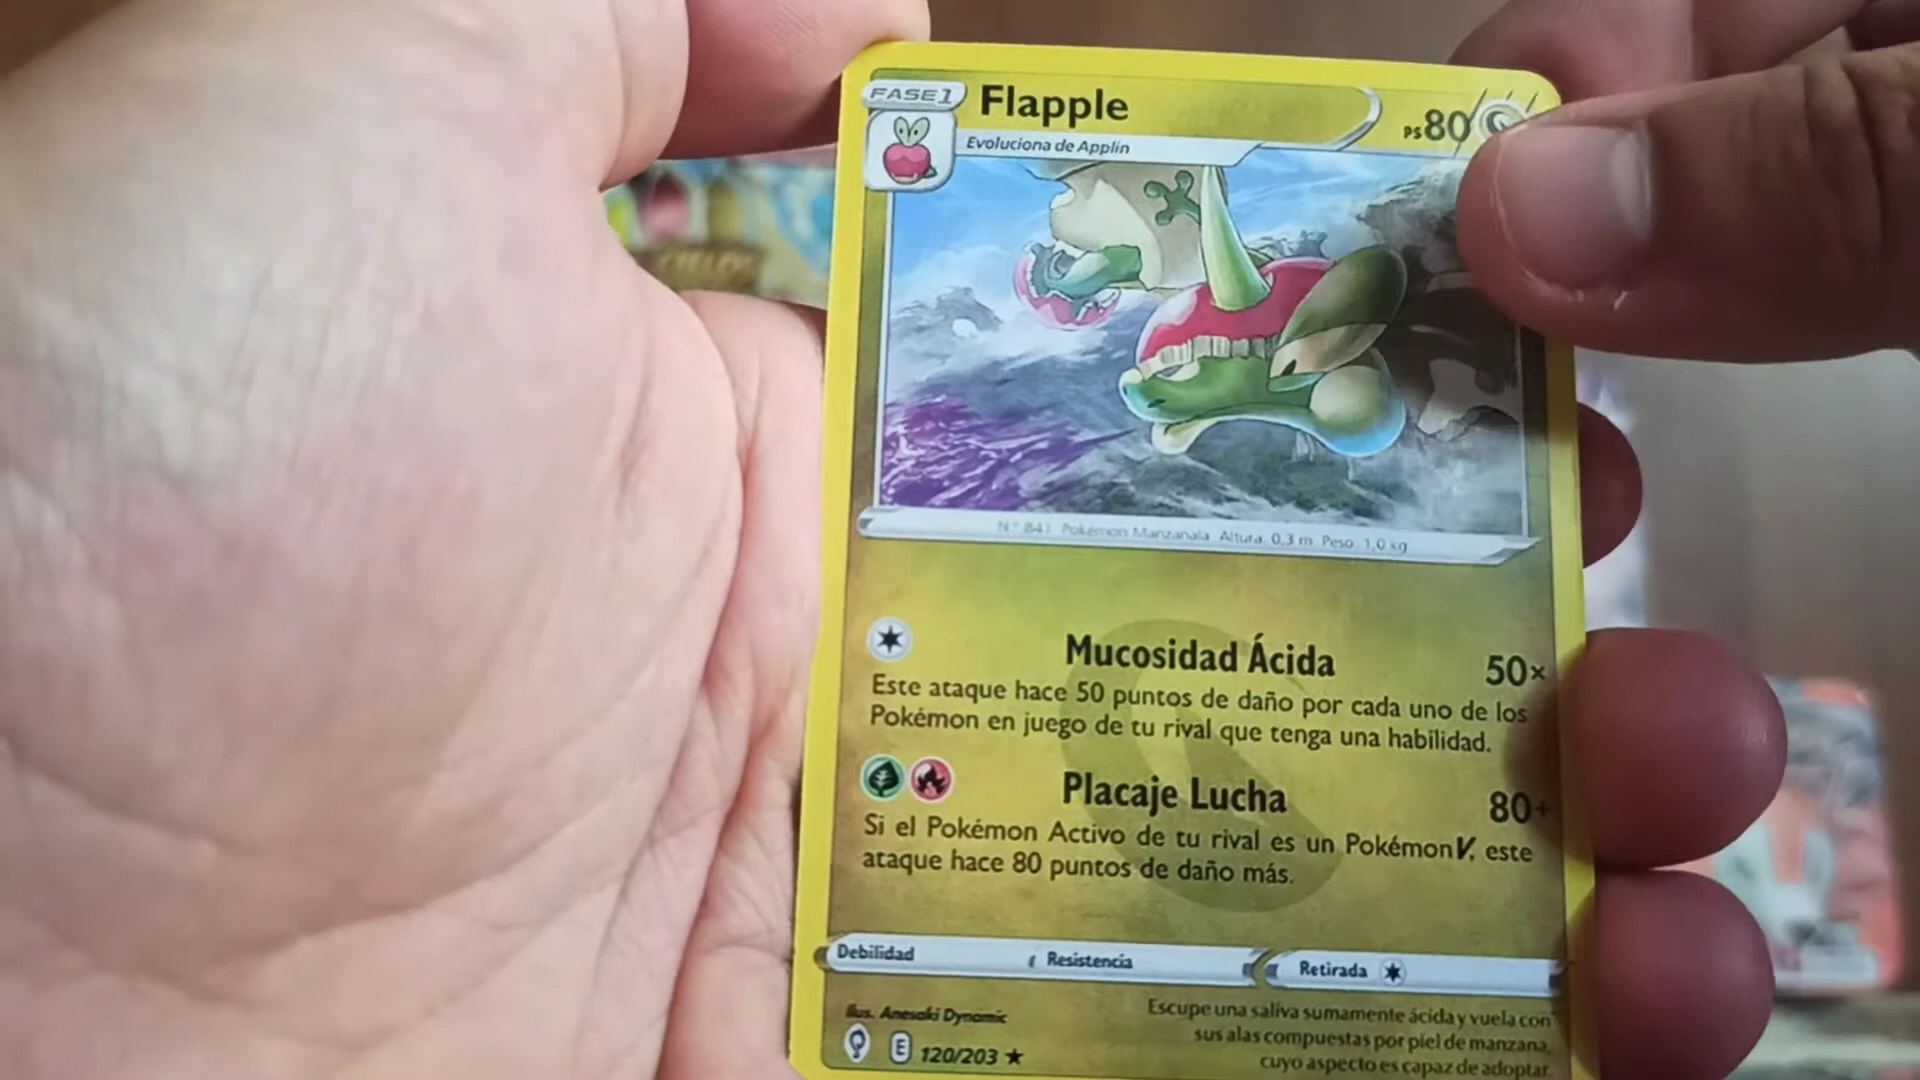 FASE1
Flapple
PS80
Evoluciona de Applin
CIELOS
N.º 841 Pokémon Manzanala Altura: 0,3 m Peso: 1,0 kg
Mucosidad Ácida 50×
Este ataque hace 50 puntos de daño por cada uno de los
Pokémon en juego de tu rival que tenga una habilidad.
Placaje Lucha 80+
Si el Pokémon Activo de tu rival es un PokémonV, este
ataque hace 80 puntos de daño más.
Debilidad Resistencia Retirada
Ilus. Anesaki Dynamic
E 120/203 ★
Escupe una saliva sumamente ácida y vuela con
sus alas compuestas por piel de manzana,
cuyo aspecto es capaz de adoptar.